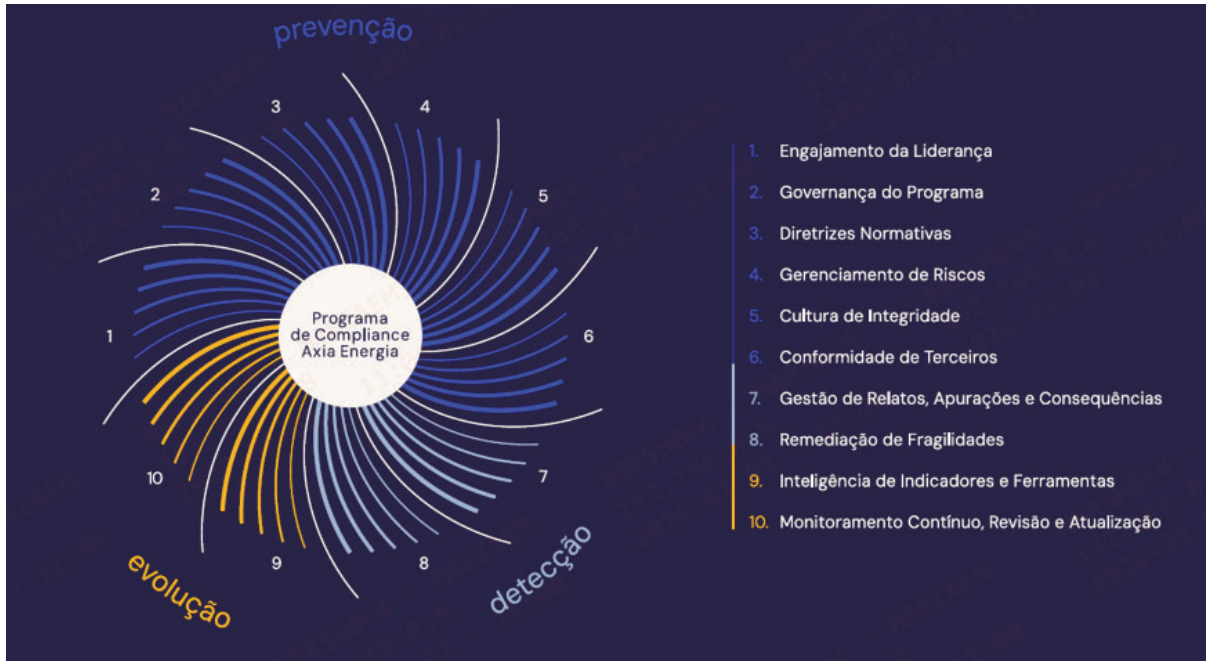 prevenção
3
4
2
5
1
6
Programa
de Compliance
Axia Energia
10
7
9
8
evolução
detecção
1. Engajamento da Liderança
2. Governança do Programa
3. Diretrizes Normativas
4. Gerenciamento de Riscos
5. Cultura de Integridade
6. Conformidade de Terceiros
7. Gestão de Relatos, Apurações e Consequências
8. Remediação de Fragilidades
9. Inteligência de Indicadores e Ferramentas
10. Monitoramento Contínuo, Revisão e Atualização